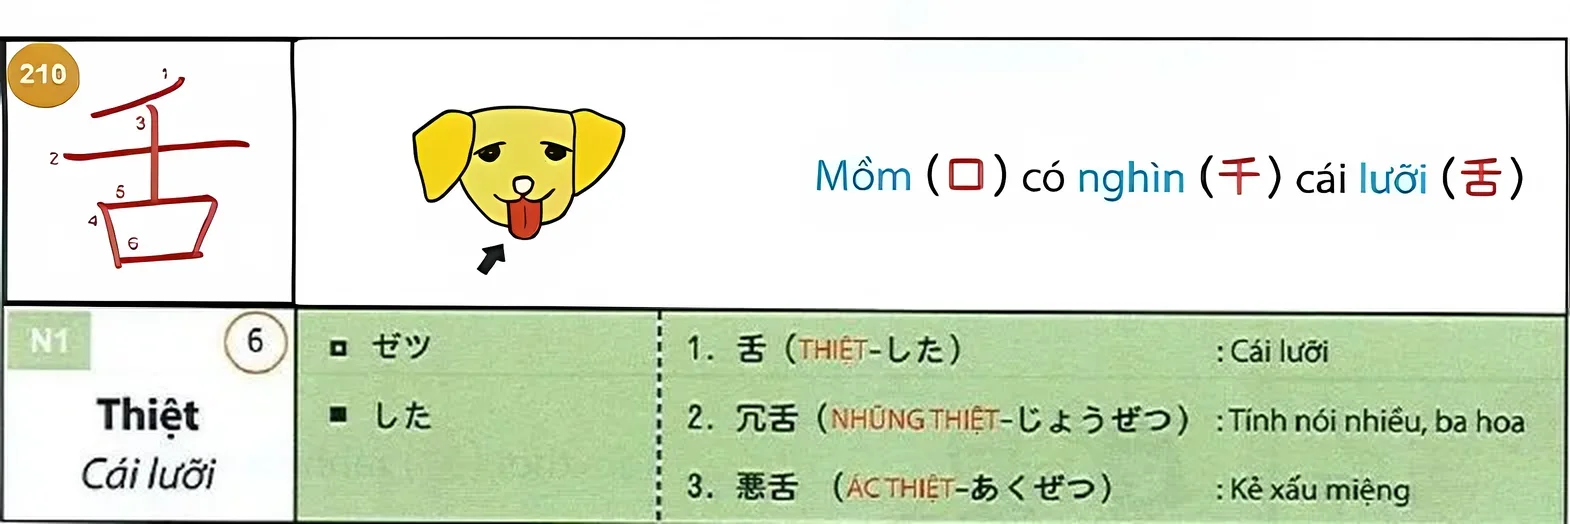 210
舌
1
2
3
4
5
6
Mồm (口) có nghìn (千) cái lưỡi (舌)
N1
6
Thiệt
Cái lưỡi
ゼツ
した
1. 舌 (THIỆT-した) : Cái lưỡi
2. 冗舌 (NHŨNG THIỆT-じょうぜつ) : Tính nói nhiều, ba hoa
3. 悪舌 (ÁC THIỆT-あくぜつ) : Kẻ xấu miệng